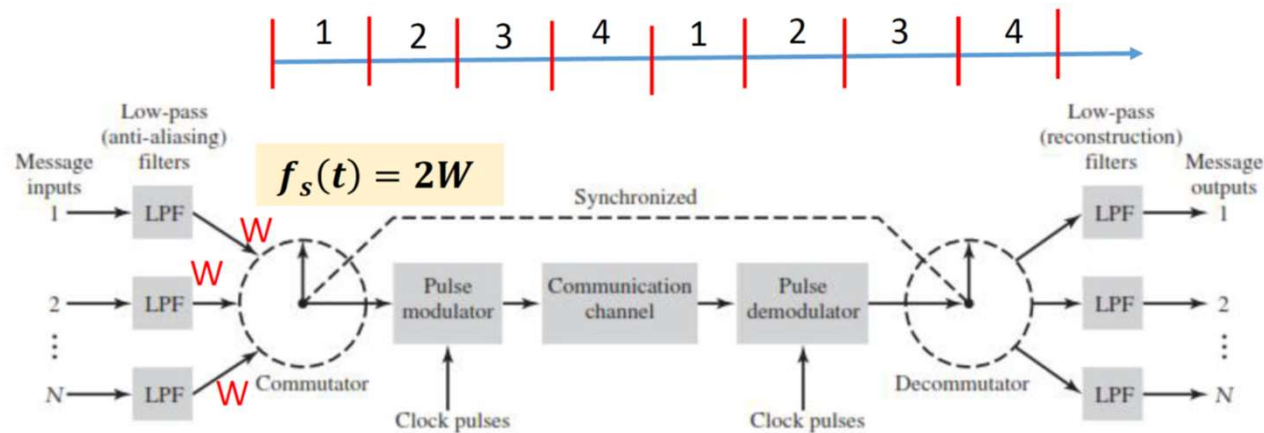 1 2 3 4 1 2 3 4
Low-pass
(anti-aliasing)
filters
Low-pass
(reconstruction)
filters
Message
inputs
Message
outputs
f_s(t) = 2W
Synchronized
1
LPF
W
LPF
1
2
LPF
W
Pulse
modulator
Communication
channel
Pulse
demodulator
LPF
2
⋮
⋮
N
LPF
W
Commutator
Decommutator
LPF
N
Clock pulses
Clock pulses